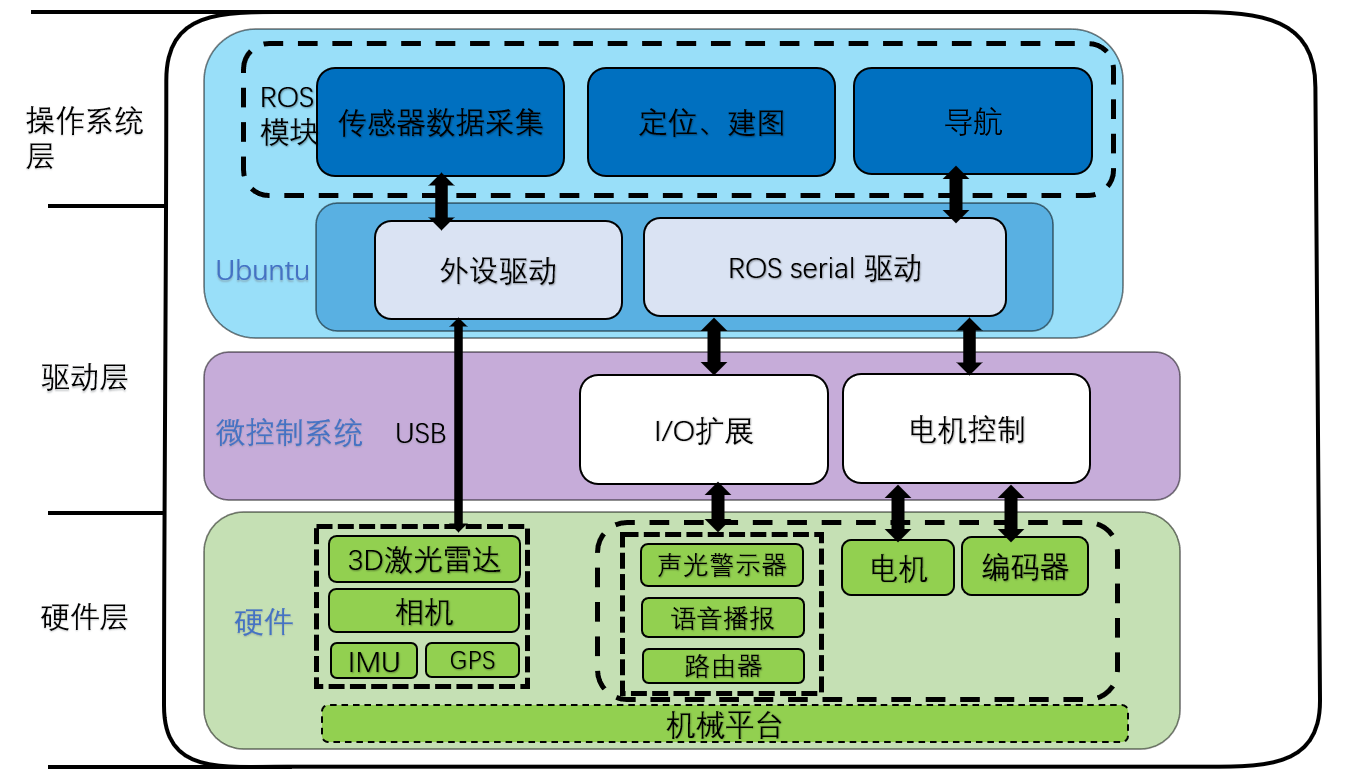 操作系统
层
ROS
模块
传感器数据采集
定位、建图
导航
Ubuntu
外设驱动
ROS serial 驱动
驱动层
微控制系统
USB
I/O扩展
电机控制
硬件层
硬件
3D激光雷达
相机
IMU
GPS
声光警示器
语音播报
路由器
电机
编码器
机械平台